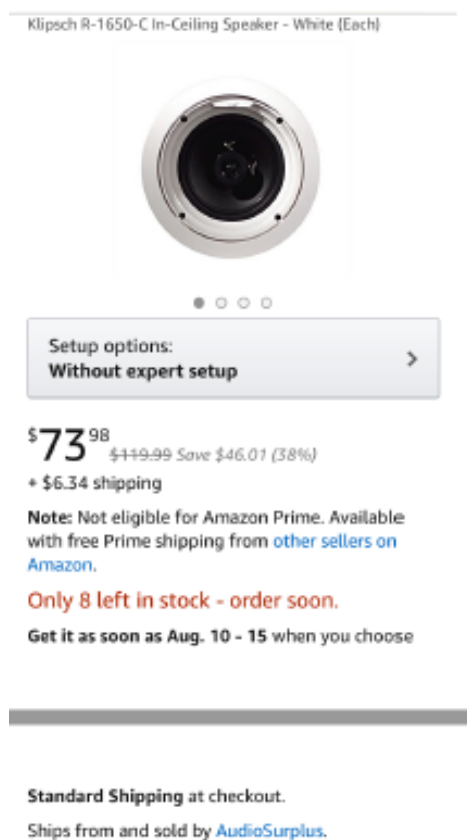 Klipsch R-1650-C In-Ceiling Speaker - White (Each)
Setup options:
Without expert setup
$73 98 $119.99 Save $46.01 (38%)
+ $6.34 shipping
Note: Not eligible for Amazon Prime. Available
with free Prime shipping from other sellers on
Amazon.
Only 8 left in stock - order soon.
Get it as soon as Aug. 10 - 15 when you choose
Standard Shipping at checkout.
Ships from and sold by AudioSurplus.